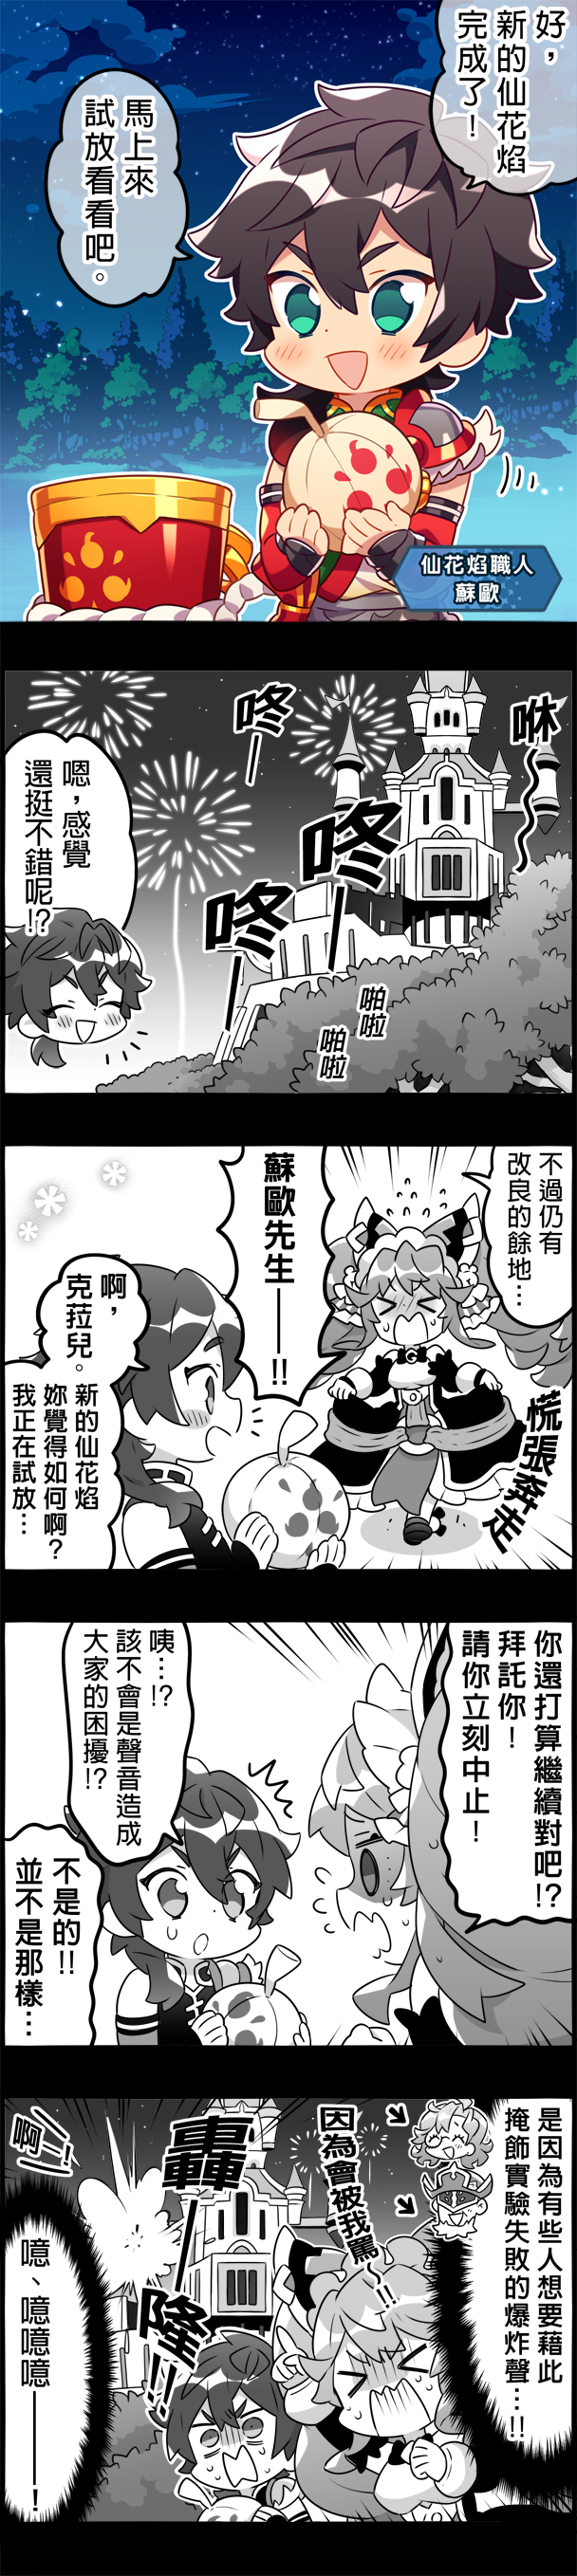 好，
新的仙花焰
完成了！
馬上來
試放看看吧。
仙花焰職人
蘇歐
咻～～
咚—
咚—
咚—
啪啦
啪啦
嗯，感覺
還挺不錯呢!?
不過仍有
改良的餘地…
蘇歐先生——!!
慌張奔走
啊，
克菈兒。
新的仙花焰
妳覺得如何啊？
我正在試放…
你還打算繼續對吧!?
拜託你！
請你立刻中止！
咦…!?
該不會是聲音造成
大家的困擾!?
不是的!!
並不是那樣…
是因為有些人想要藉此
掩飾實驗失敗的爆炸聲…!!
因為會被我罵～!!
轟——
隆——!!
啊—!!
噫、噫噫噫———！